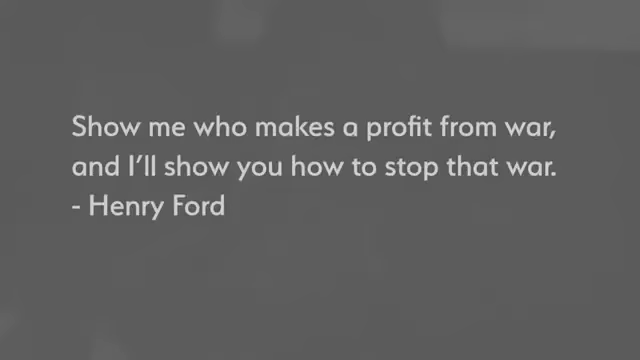 Show me who makes a profit from war,
and I’ll show you how to stop that war.
- Henry Ford